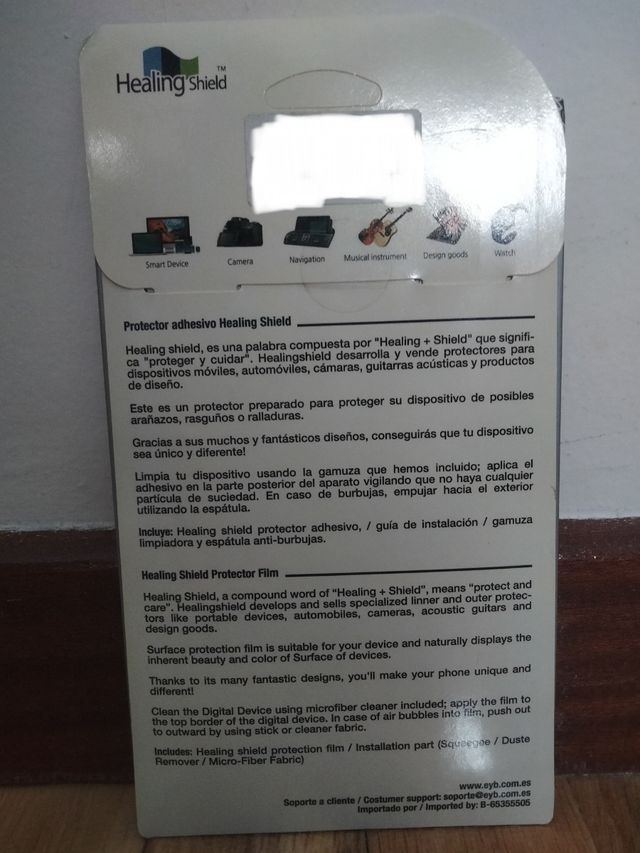 Healing Shield™
Smart Device
Camera
Navigation
Musical instrument
Design goods
Watch
Protector adhesivo Healing Shield
Healing shield, es una palabra compuesta por "Healing + Shield" que signifi-
ca "proteger y cuidar". Healingshield desarrolla y vende protectores para
dispositivos móviles, automóviles, cámaras, guitarras acústicas y productos
de diseño.
Este es un protector preparado para proteger su dispositivo de posibles
arañazos, rasguños o ralladuras.
Gracias a sus muchos y fantásticos diseños, conseguirás que tu dispositivo
sea único y diferente!
Limpia tu dispositivo usando la gamuza que hemos incluido; aplica el
adhesivo en la parte posterior del aparato vigilando que no haya cualquier
partícula de suciedad. En caso de burbujas, empujar hacia el exterior
utilizando la espátula.
Incluye: Healing shield protector adhesivo, / guía de instalación / gamuza
limpiadora y espátula anti-burbujas.
Healing Shield Protector Film
Healing Shield, a compound word of "Healing + Shield", means "protect and
care". Healingshield develops and sells specialized linner and outer protec-
tors like portable devices, automobiles, cameras, acoustic guitars and
design goods.
Surface protection film is suitable for your device and naturally displays the
inherent beauty and color of Surface of devices.
Thanks to its many fantastic designs, you'll make your phone unique and
different!
Clean the Digital Device using microfiber cleaner included; apply the film to
the top border of the digital device. In case of air bubbles into film, push out
to outward by using stick or cleaner fabric.
Includes: Healing shield protection film / Installation part (Squeegee / Duste
Remover / Micro-Fiber Fabric)
www.eyb.com.es
Soporte a cliente / Costumer support: soporte@eyb.com.es
Importado por / Imported by: B-65355505